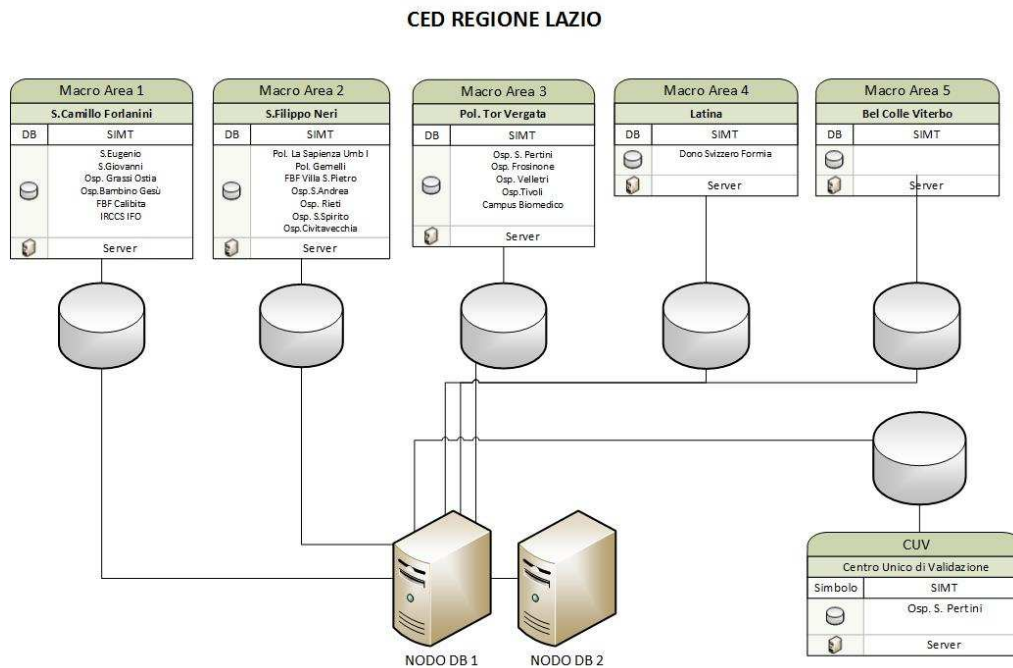 CED REGIONE LAZIO
Macro Area 1
S.Camillo Forlanini
DB SIMT
S.Eugenio
S.Giovanni
Osp. Grassi Ostia
Osp.Bambino Gesù
FBF Calibita
IRCCS IFO
Server
Macro Area 2
S.Filippo Neri
DB SIMT
Pol. La Sapienza Umb I
Pol. Gemelli
FBF Villa S.Pietro
Osp.S.Andrea
Osp. Rieti
Osp. S.Spirito
Osp.Civitavecchia
Server
Macro Area 3
Pol. Tor Vergata
DB SIMT
Osp. S. Pertini
Osp. Frosinone
Osp. Velletri
Osp.Tivoli
Campus Biomedico
Server
Macro Area 4
Latina
DB SIMT
Dono Svizzero Formia
Server
Macro Area 5
Bel Colle Viterbo
DB SIMT
Server
CUV
Centro Unico di Validazione
Simbolo SIMT
Osp. S. Pertini
Server
NODO DB 1 NODO DB 2